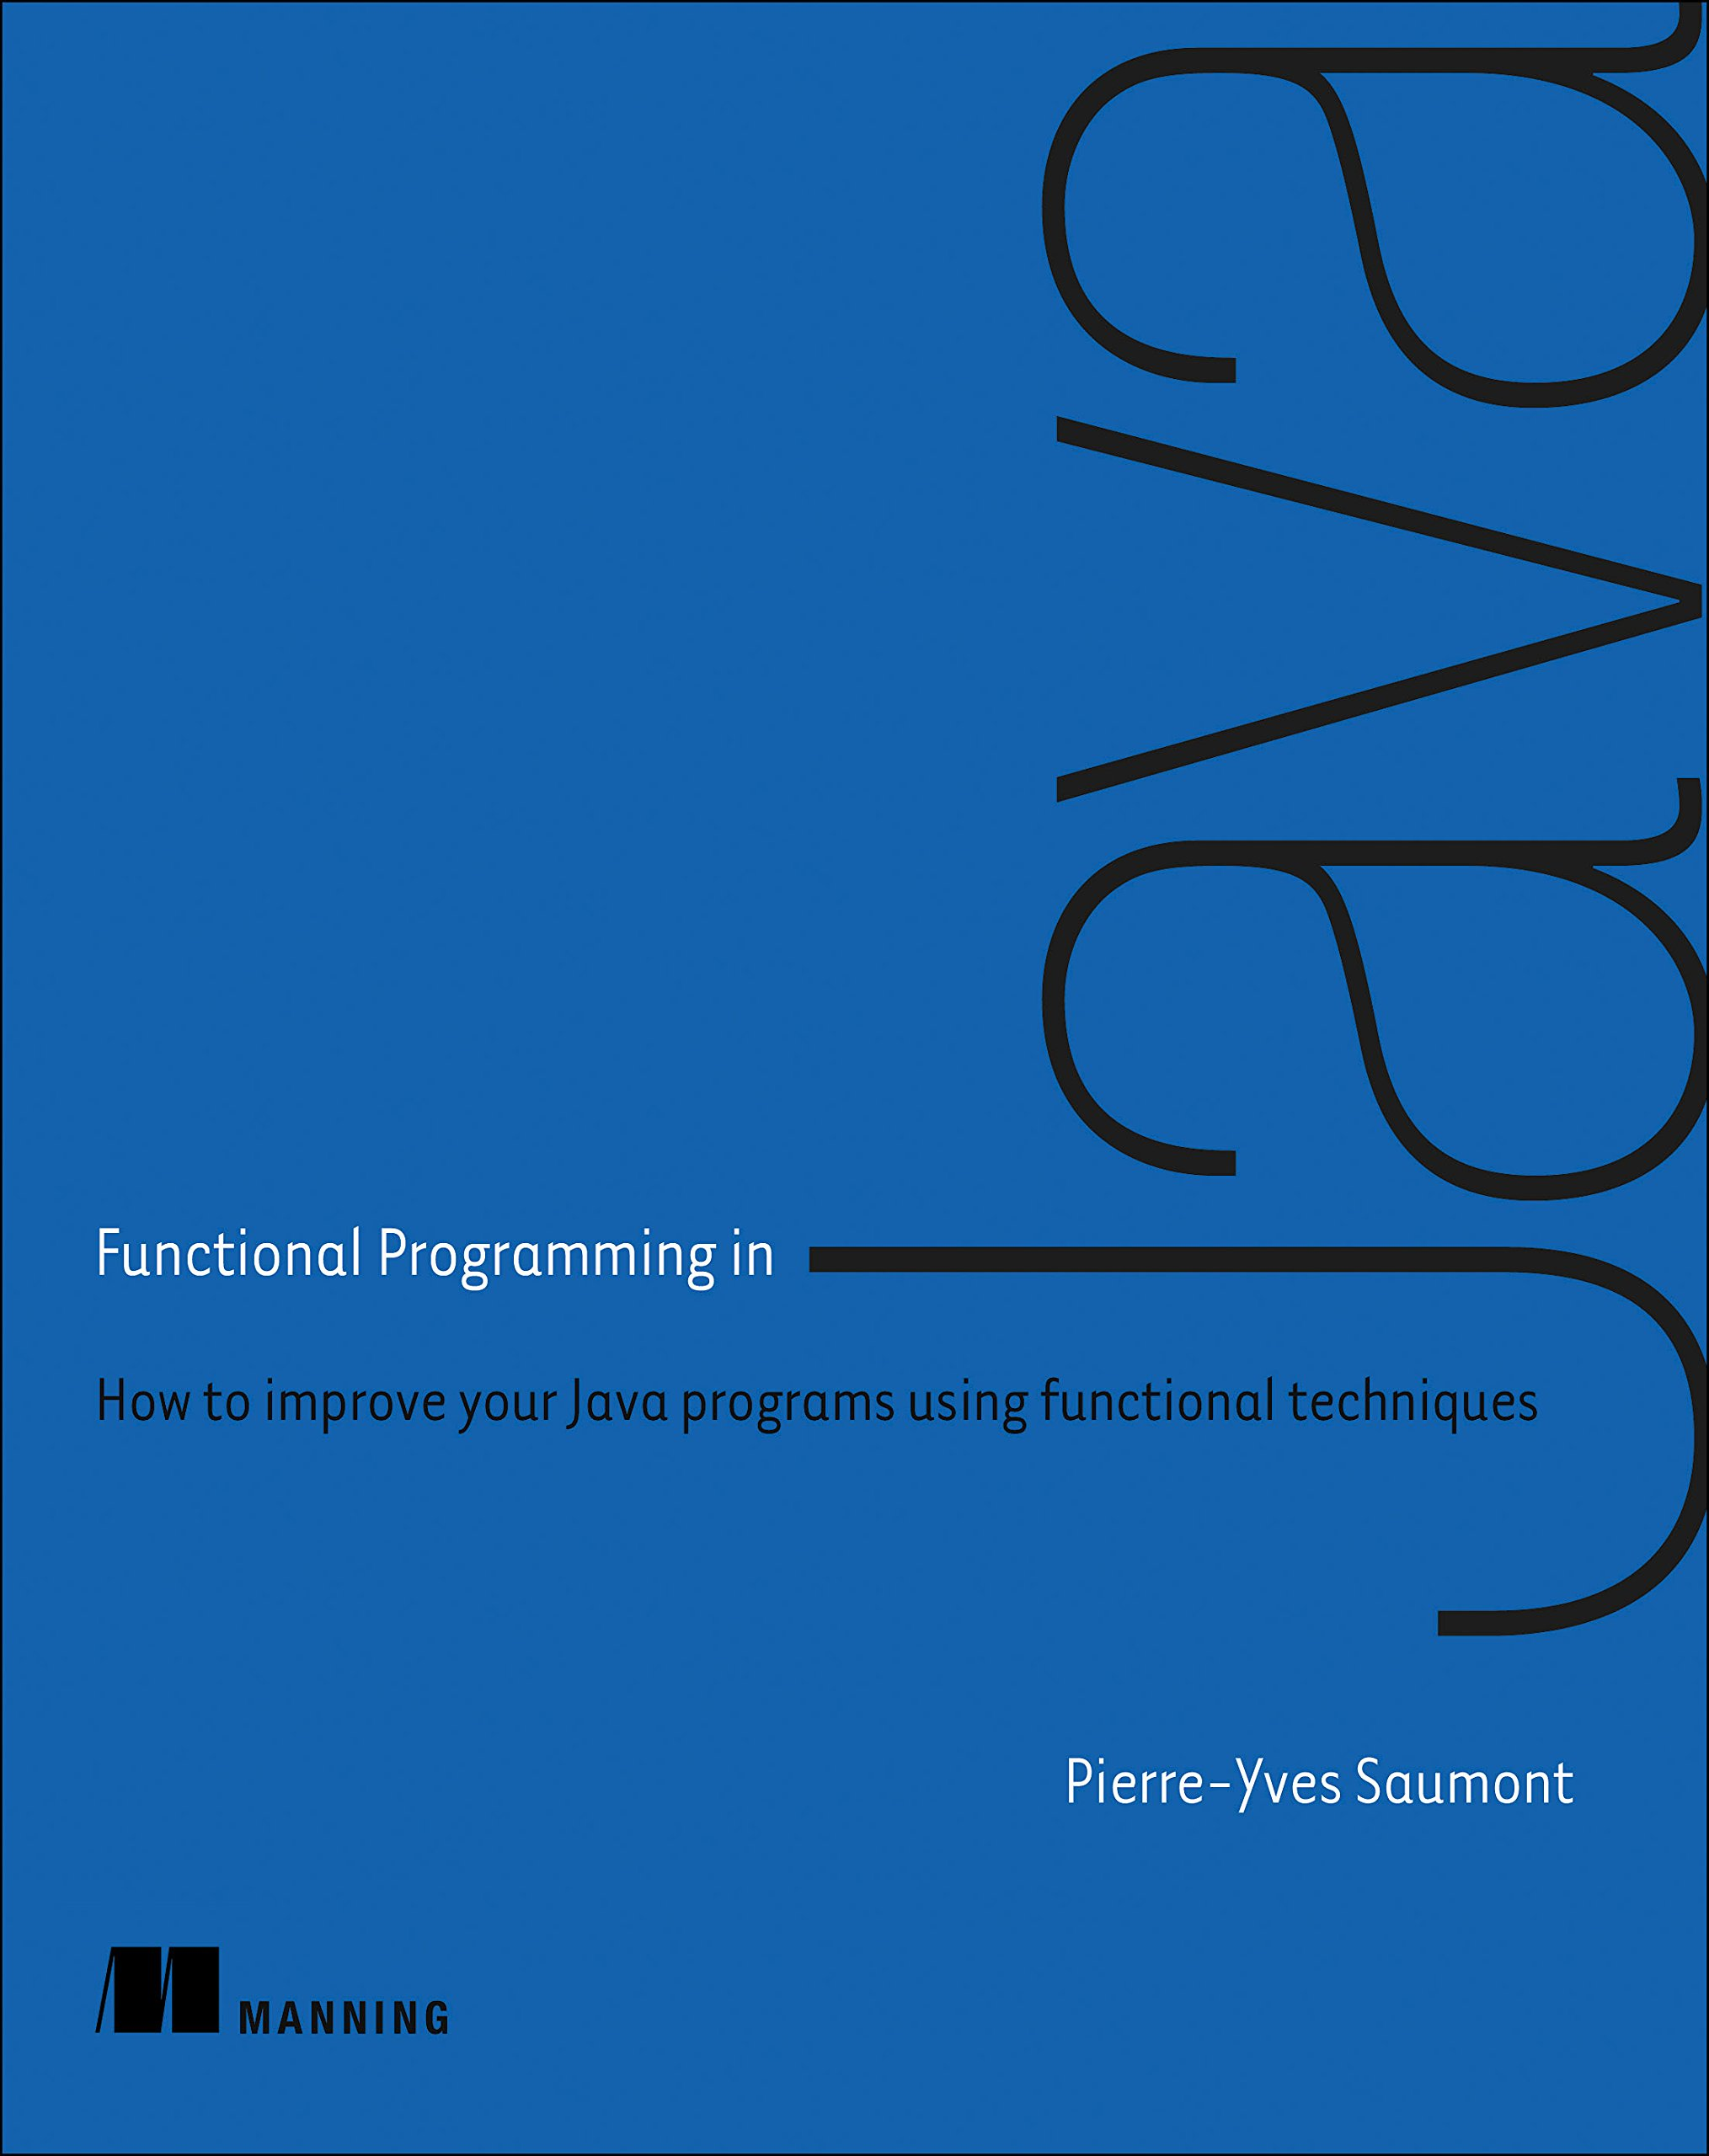 Functional Programming in Java
How to improve your Java programs using functional techniques
Pierre-Yves Saumont
MANNING